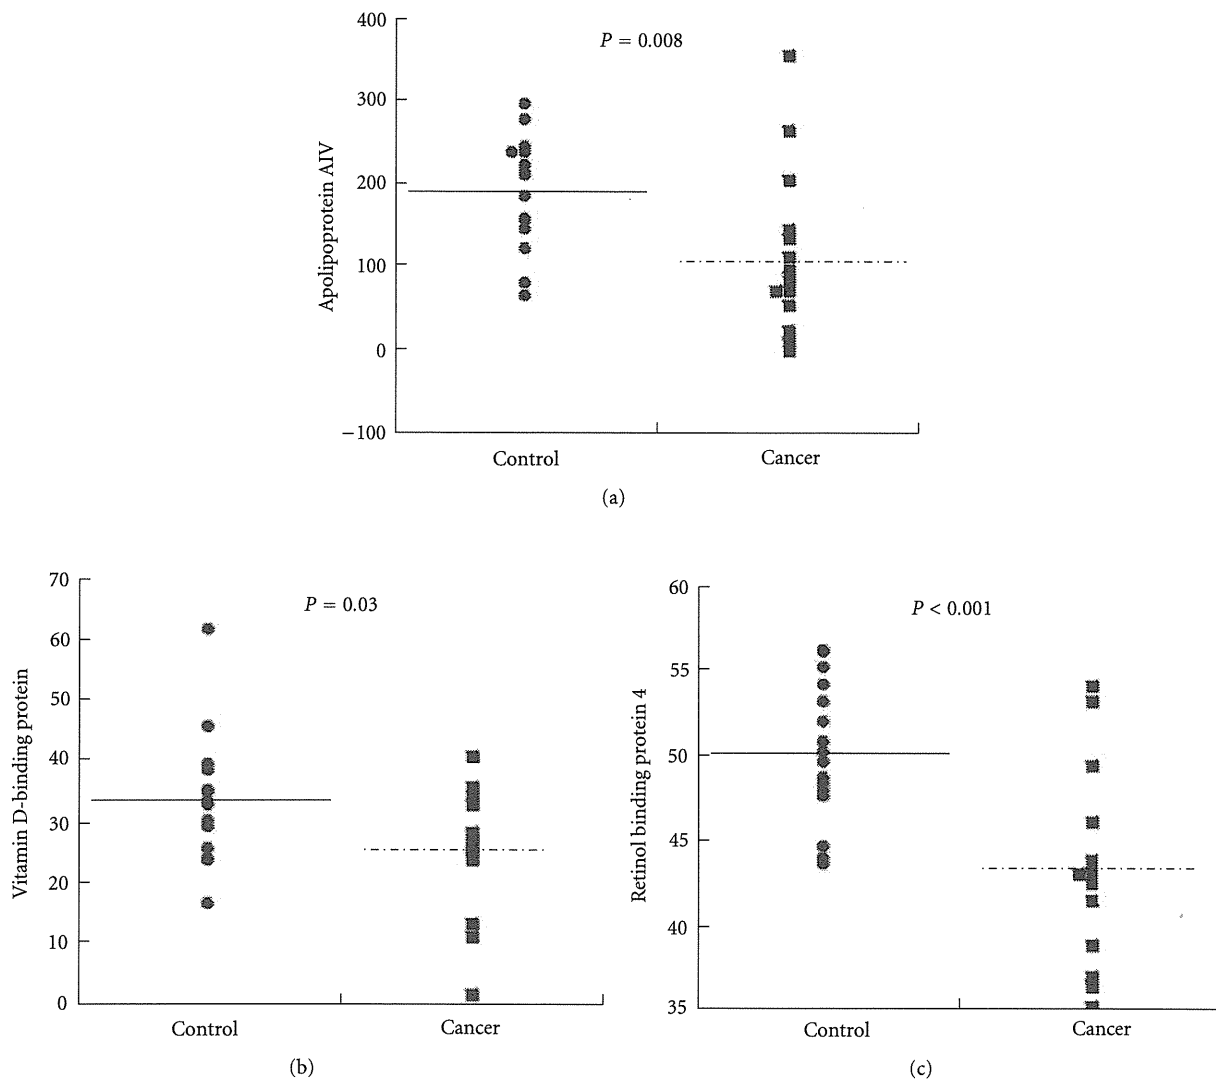 400
P = 0.008
300
200
100
0
−100
Apolipoprotein AIV
Control
Cancer
(a)
70
P = 0.03
60
50
40
30
20
10
0
Vitamin D-binding protein
Control
Cancer
(b)
60
P < 0.001
55
50
45
40
35
Retinol binding protein 4
Control
Cancer
(c)